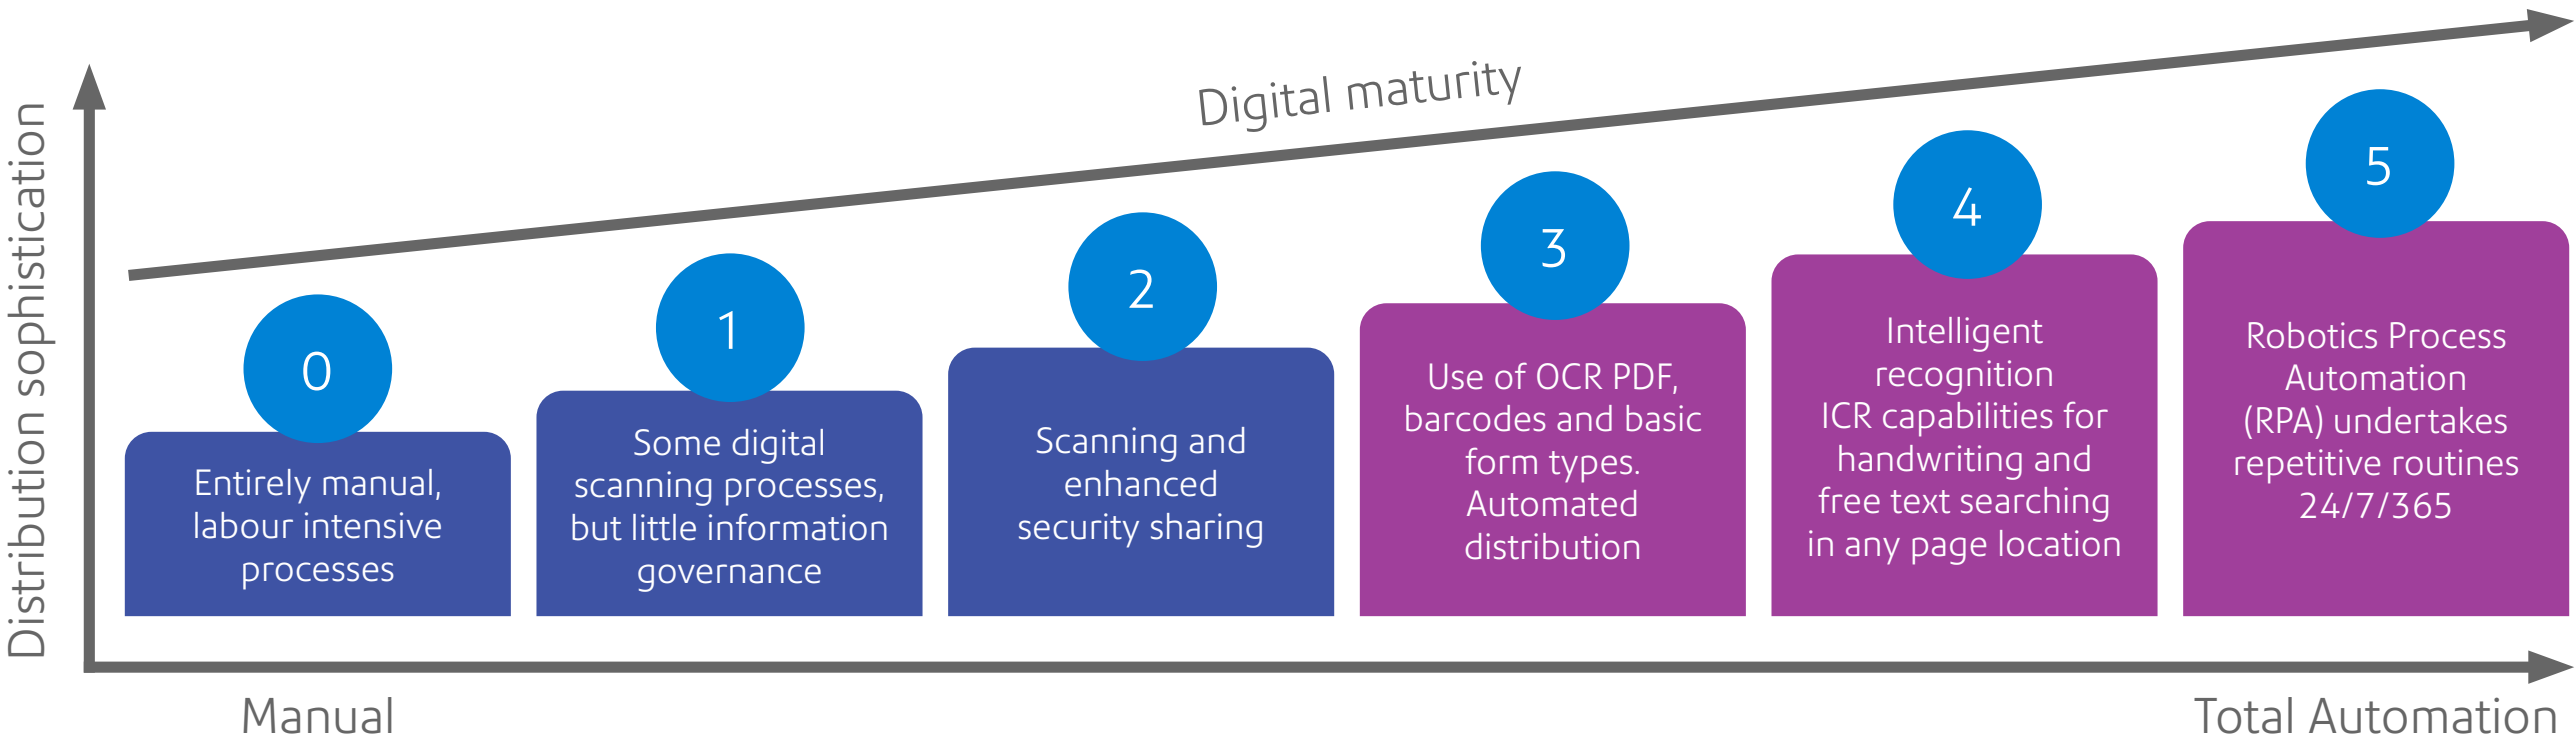 Distribution sophistication
Digital maturity
0
Entirely manual,
labour intensive
processes
1
Some digital
scanning processes,
but little information
governance
2
Scanning and
enhanced
security sharing
3
Use of OCR PDF,
barcodes and basic
form types.
Automated
distribution
4
Intelligent
recognition
ICR capabilities for
handwriting and
free text searching
in any page location
5
Robotics Process
Automation
(RPA) undertakes
repetitive routines
24/7/365
Manual
Total Automation